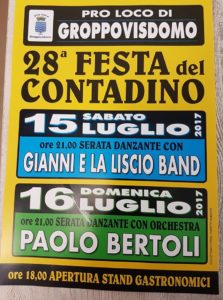 PRO LOCO DI
GROPPOVISDOMO
28ª FESTA del
CONTADINO
15 SABATO
LUGLIO 2017
ore 21,00 SERATA DANZANTE CON
GIANNI E LA LISCIO BAND
16 DOMENICA
LUGLIO 2017
ore 21,00 SERATA DANZANTE CON ORCHESTRA
PAOLO BERTOLI
ore 18,00 APERTURA STAND GASTRONOMICI